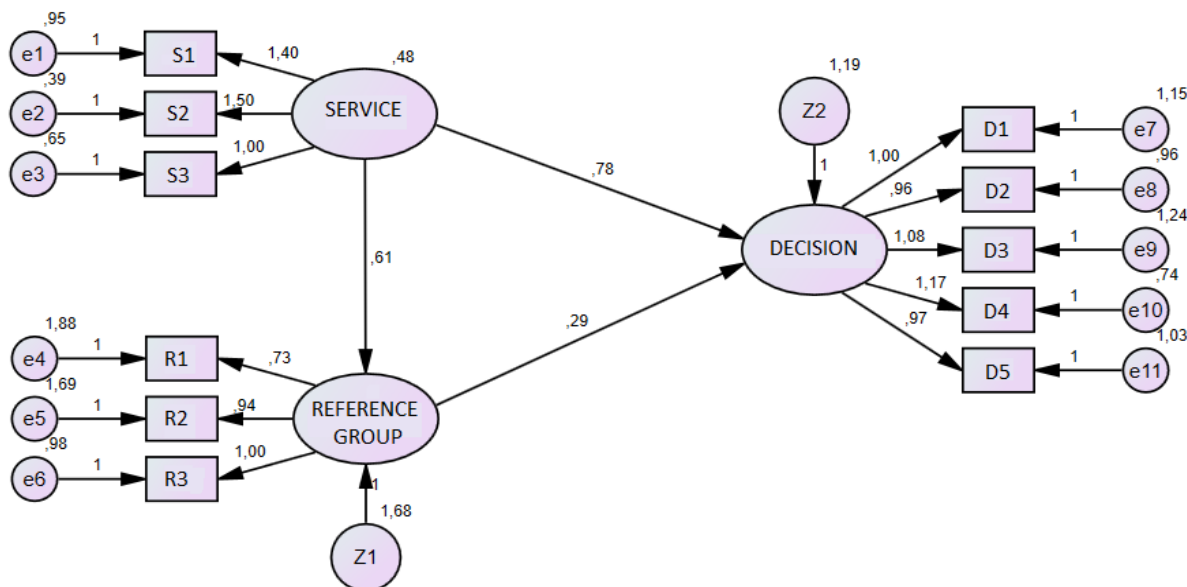 ,95
e1
1
S1
1,40
,39
e2
1
S2
1,50
,65
e3
1
S3
1,00
,48
SERVICE
,78
,61
1,88
e4
1
R1
,73
1,69
e5
1
R2
,94
,98
e6
1
R3
1,00
REFERENCE
GROUP
,29
1
1,68
Z1
1,19
Z2
1
DECISION
1,00
D1
1
1,15
e7
,96
D2
1
,96
e8
1,08
D3
1
1,24
e9
1,17
D4
1
,74
e10
,97
D5
1
1,03
e11